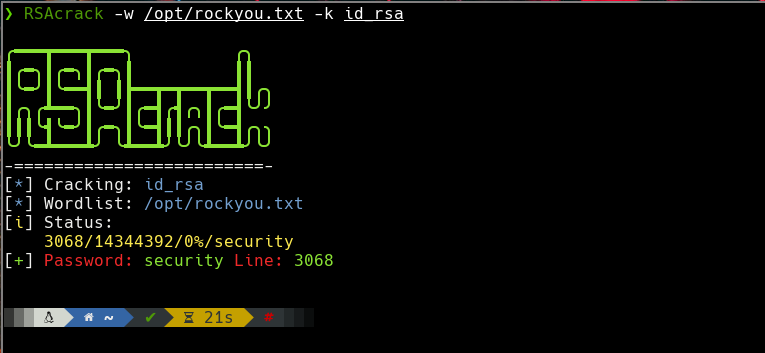 ❯ RSAcrack -w /opt/rockyou.txt -k id_rsa
RSAcrack
-=========================-
[*] Cracking: id_rsa
[*] Wordlist: /opt/rockyou.txt
[i] Status:
3068/14344392/0%/security
[+] Password: security Line: 3068
~ ✔ 21s #